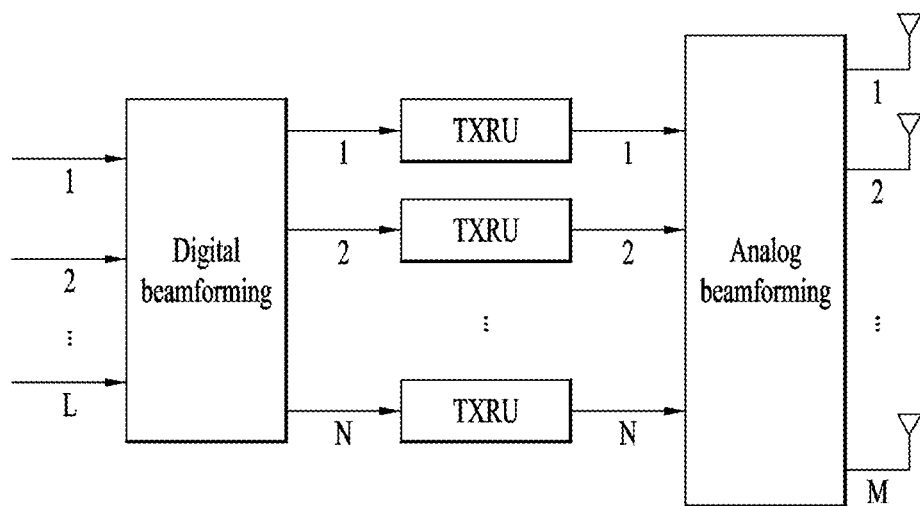 1
2
⋮
L
Digital
beamforming
1
2
N
TXRU
TXRU
⋮
TXRU
1
2
N
Analog
beamforming
1
2
⋮
M